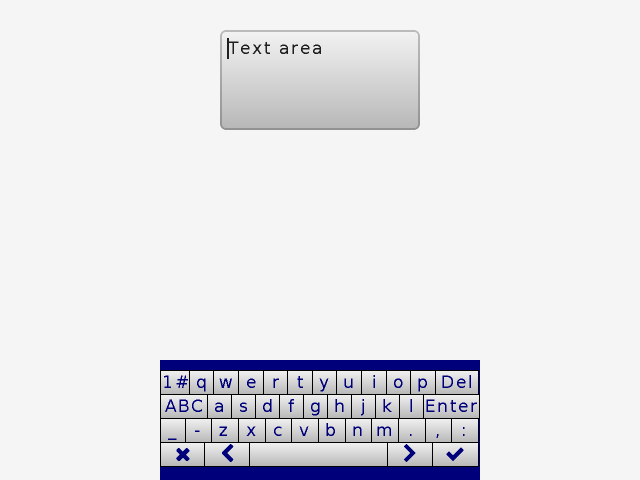 Text area
1# q w e r t y u i o p Del
ABC a s d f g h j k l Enter
_ - z x c v b n m . , :